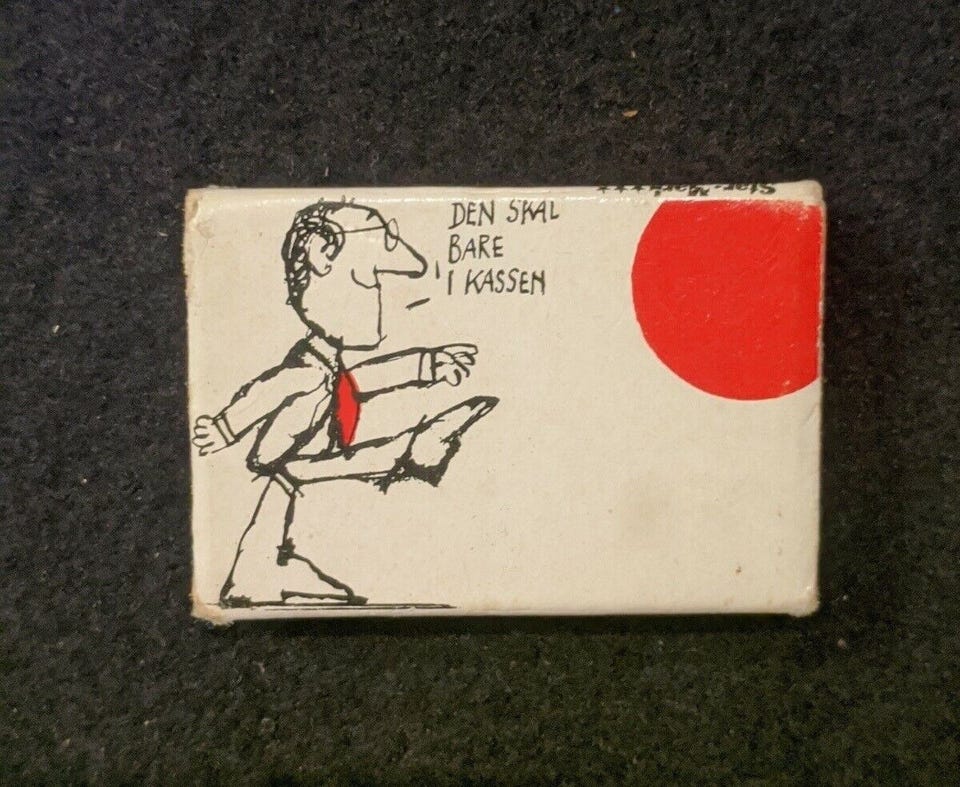 DEN SKAL
BARE
I KASSEN